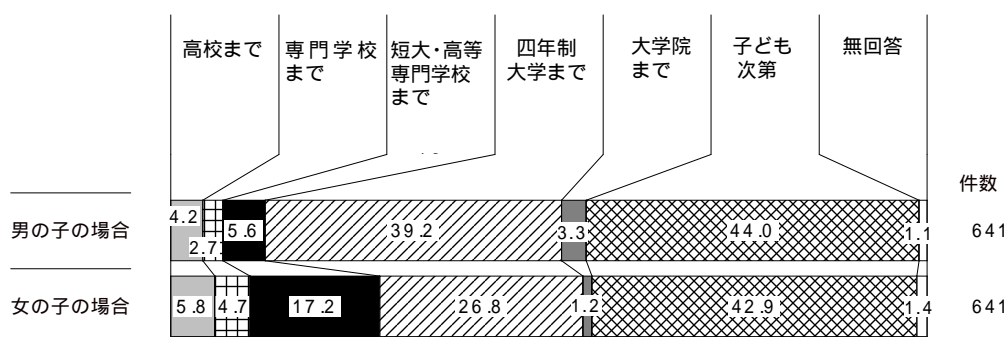 高校まで
専門学校
まで
短大・高等
専門学校
まで
四年制
大学まで
大学院
まで
子ども
次第
無回答
件数
男の子の場合
4.2
2.7
5.6
39.2
3.3
44.0
1.1
641
女の子の場合
5.8
4.7
17.2
26.8
1.2
42.9
1.4
641